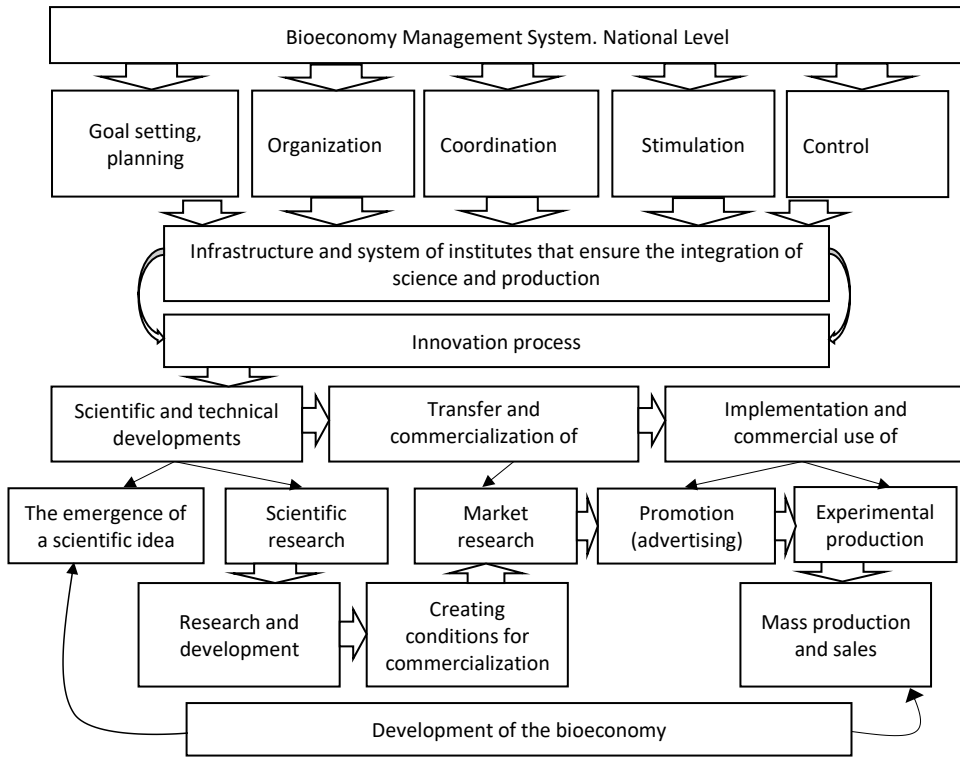 Bioeconomy Management System. National Level
Goal setting,
planning
Organization
Coordination
Stimulation
Control
Infrastructure and system of institutes that ensure the integration of
science and production
Innovation process
Scientific and technical
developments
Transfer and
commercialization of
Implementation and
commercial use of
The emergence of
a scientific idea
Scientific
research
Market
research
Promotion
(advertising)
Experimental
production
Research and
development
Creating
conditions for
commercialization
Mass production
and sales
Development of the bioeconomy